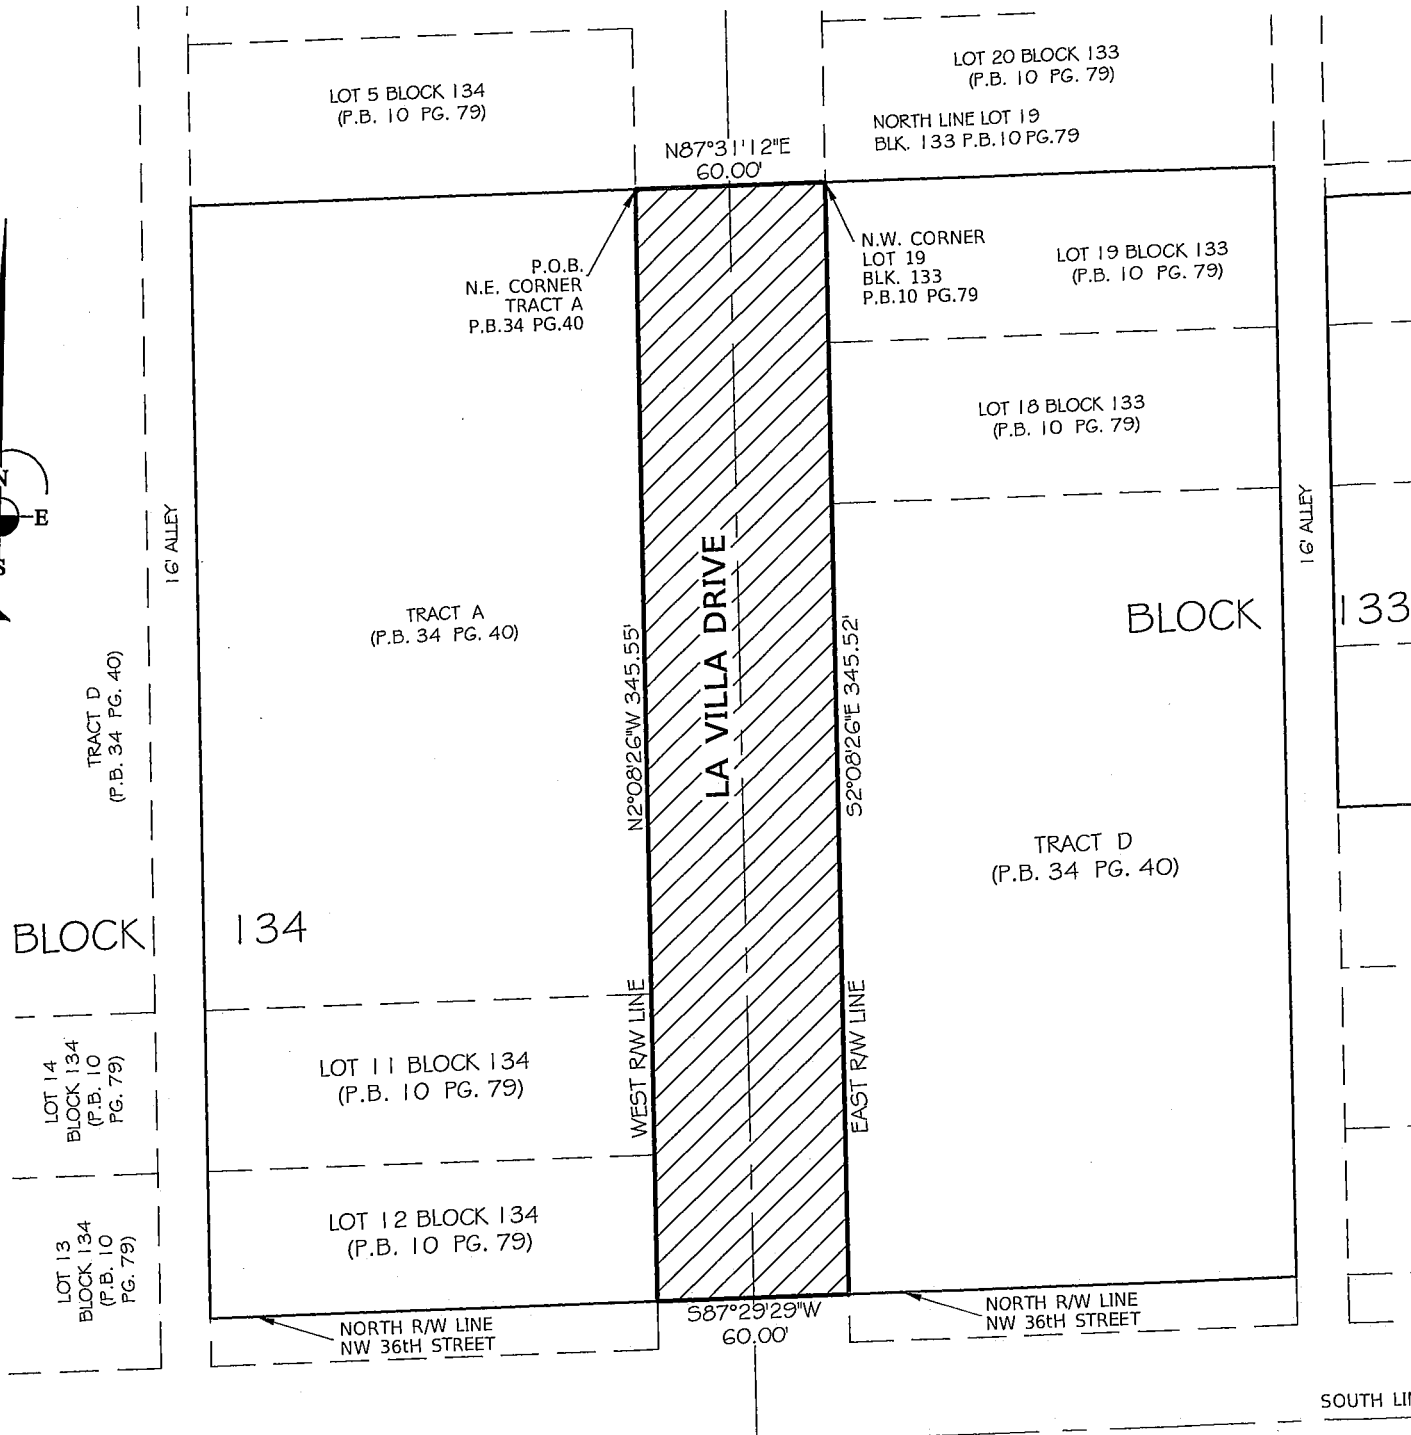 LOT 5 BLOCK 134
(P.B. 10 PG. 79)
LOT 20 BLOCK 133
(P.B. 10 PG. 79)
NORTH LINE LOT 19
BLK. 133 P.B.10 PG.79
N87°31'12"E
60.00'
P.O.B.
N.E. CORNER
TRACT A
P.B.34 PG.40
N.W. CORNER
LOT 19
BLK. 133
P.B.10 PG.79
LOT 19 BLOCK 133
(P.B. 10 PG. 79)
LOT 18 BLOCK 133
(P.B. 10 PG. 79)
N
E
S
16' ALLEY
16' ALLEY
TRACT A
(P.B. 34 PG. 40)
LA VILLA DRIVE
N2°08'26"W 345.55'
S2°08'26"E 345.52'
BLOCK 133
TRACT D
(P.B. 34 PG. 40)
TRACT D
(P.B. 34 PG. 40)
BLOCK 134
WEST R/W LINE
EAST R/W LINE
LOT 11 BLOCK 134
(P.B. 10 PG. 79)
LOT 14
BLOCK 134
(P.B. 10
PG. 79)
LOT 12 BLOCK 134
(P.B. 10 PG. 79)
LOT 13
BLOCK 134
(P.B. 10
PG. 79)
S87°29'29"W
60.00'
NORTH R/W LINE
NW 36tH STREET
NORTH R/W LINE
NW 36tH STREET
SOUTH